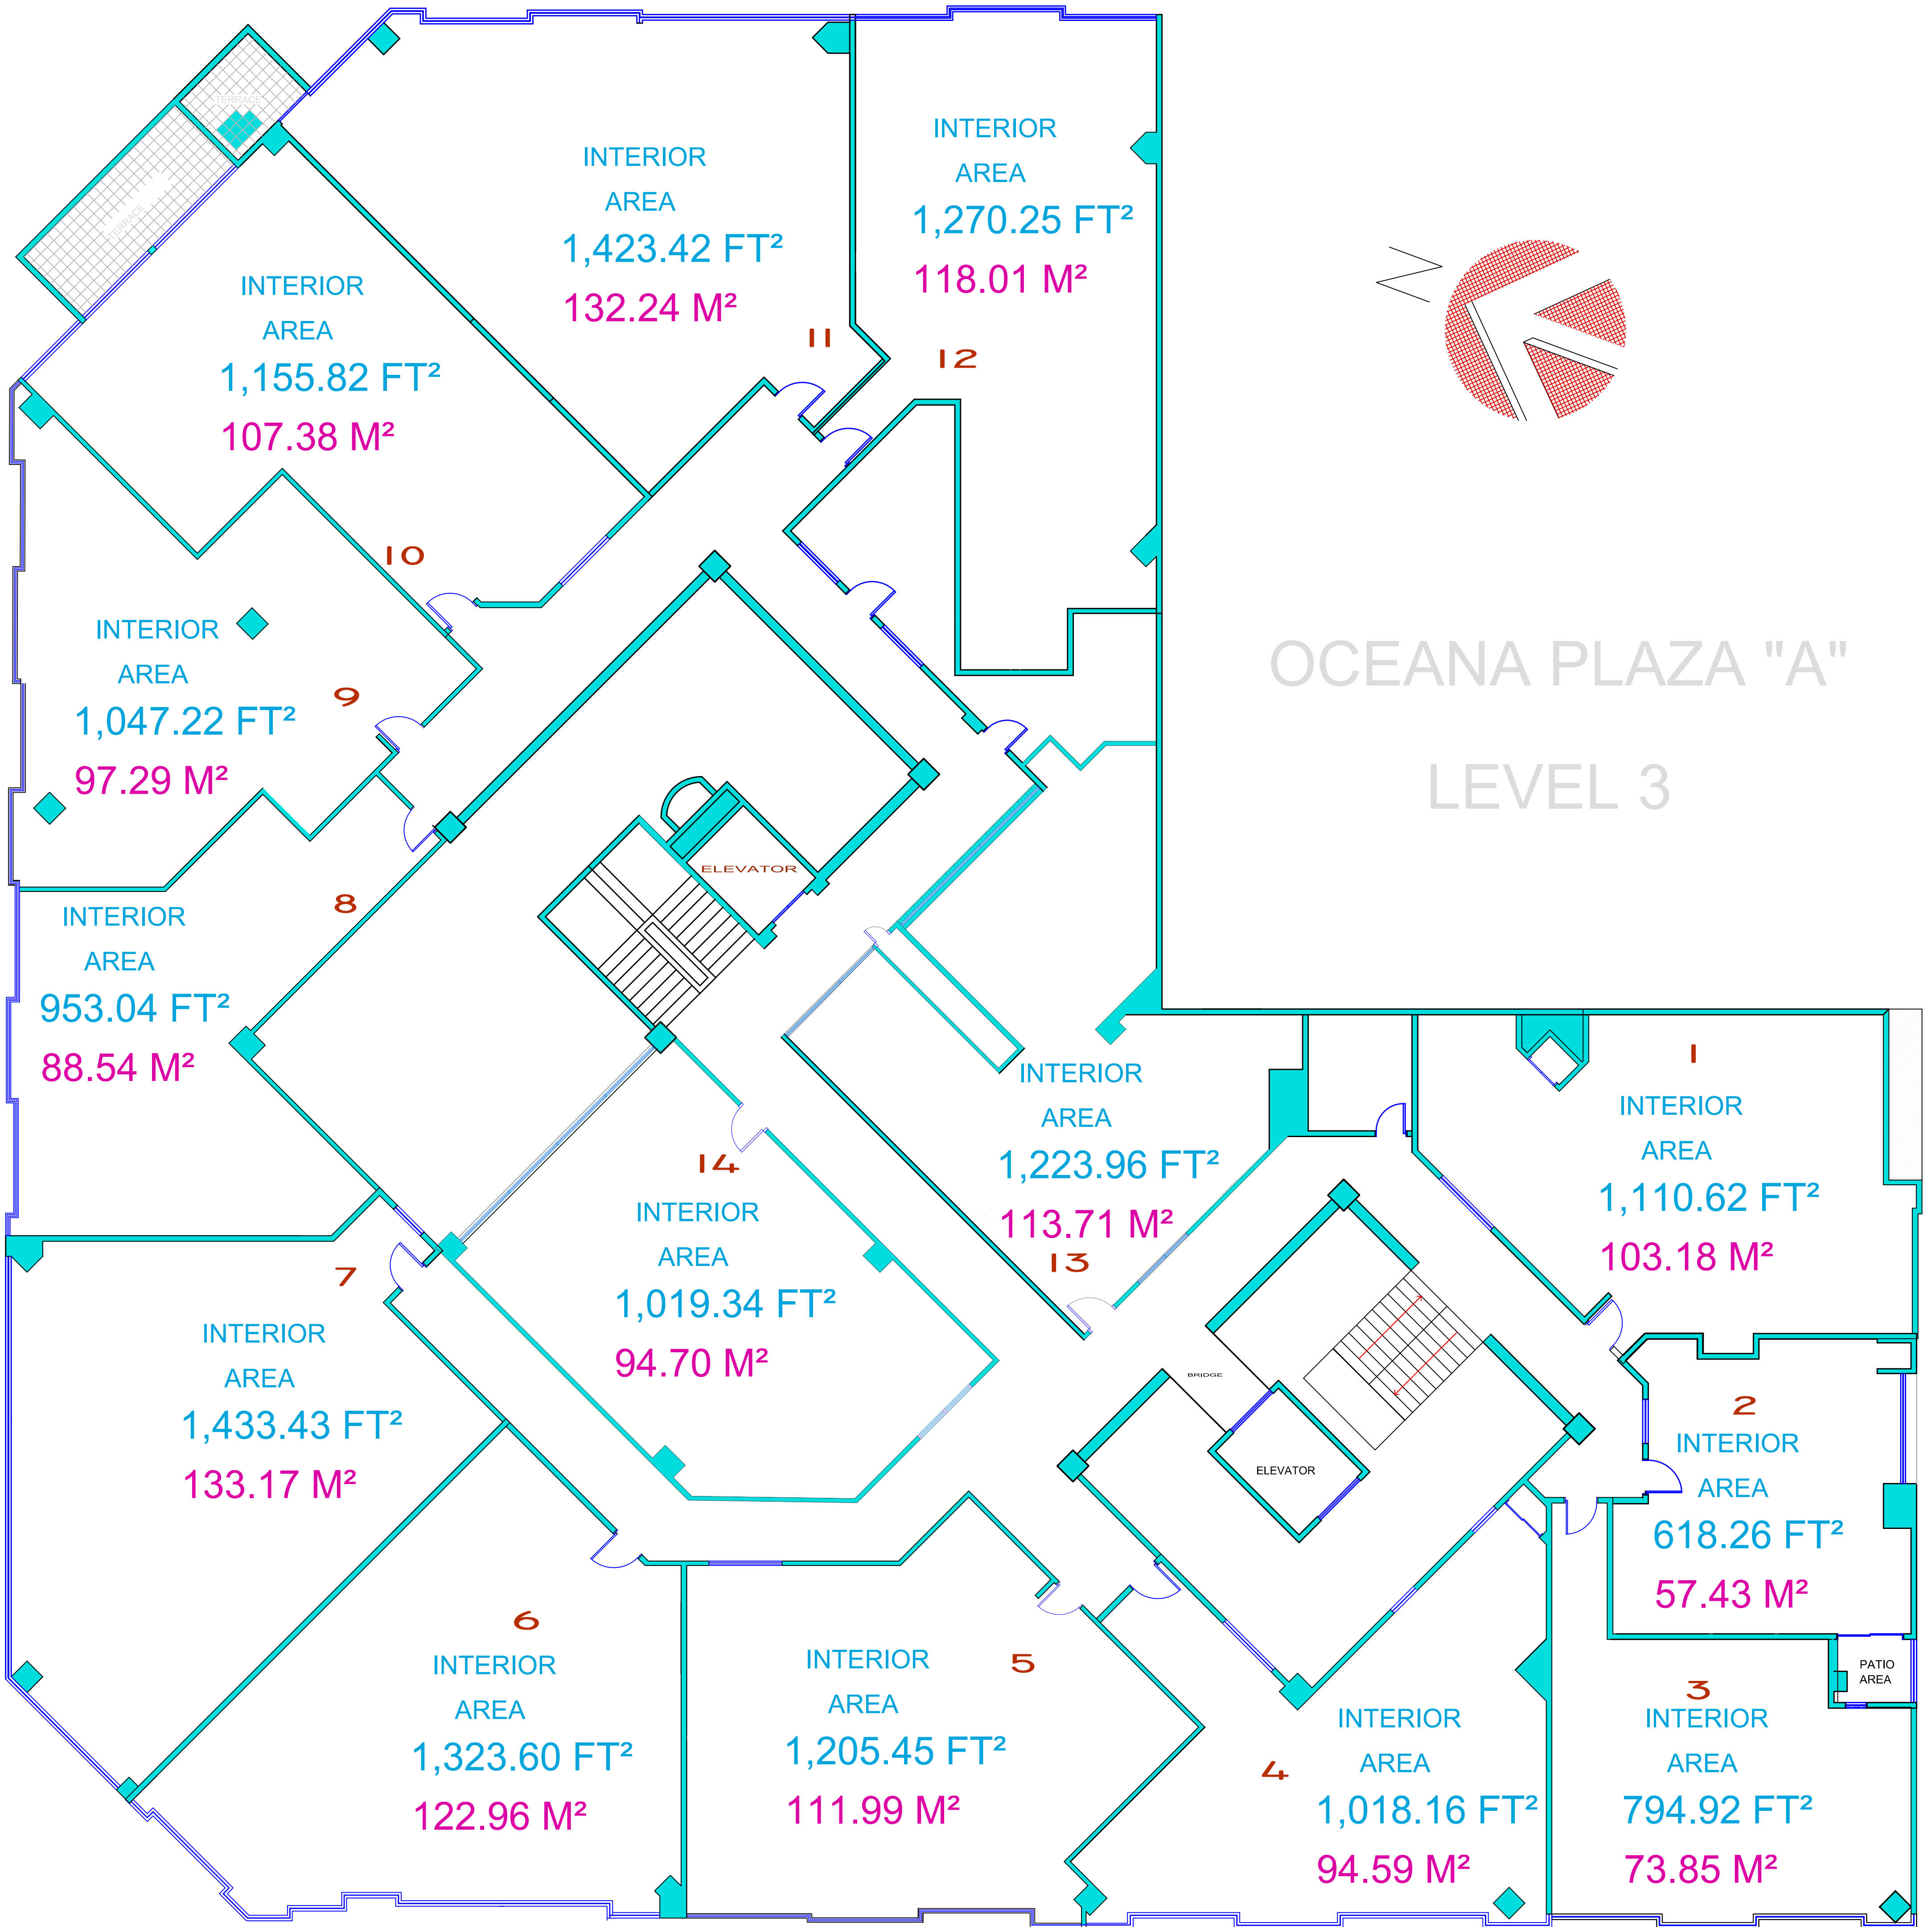 TERRACE
TERRACE
INTERIOR
AREA
1,423.42 FT²
132.24 M²
11
INTERIOR
AREA
1,270.25 FT²
118.01 M²
12
INTERIOR
AREA
1,155.82 FT²
107.38 M²
10
N
OCEANA PLAZA "A"
LEVEL 3
INTERIOR
AREA
1,047.22 FT²
97.29 M²
9
ELEVATOR
8
INTERIOR
AREA
953.04 FT²
88.54 M²
INTERIOR
AREA
1,223.96 FT²
113.71 M²
13
1
INTERIOR
AREA
1,110.62 FT²
103.18 M²
14
INTERIOR
AREA
1,019.34 FT²
94.70 M²
7
INTERIOR
AREA
1,433.43 FT²
133.17 M²
BRIDGE
ELEVATOR
2
INTERIOR
AREA
618.26 FT²
57.43 M²
PATIO
AREA
6
INTERIOR
AREA
1,323.60 FT²
122.96 M²
5
INTERIOR
AREA
1,205.45 FT²
111.99 M²
4
INTERIOR
AREA
1,018.16 FT²
94.59 M²
3
INTERIOR
AREA
794.92 FT²
73.85 M²